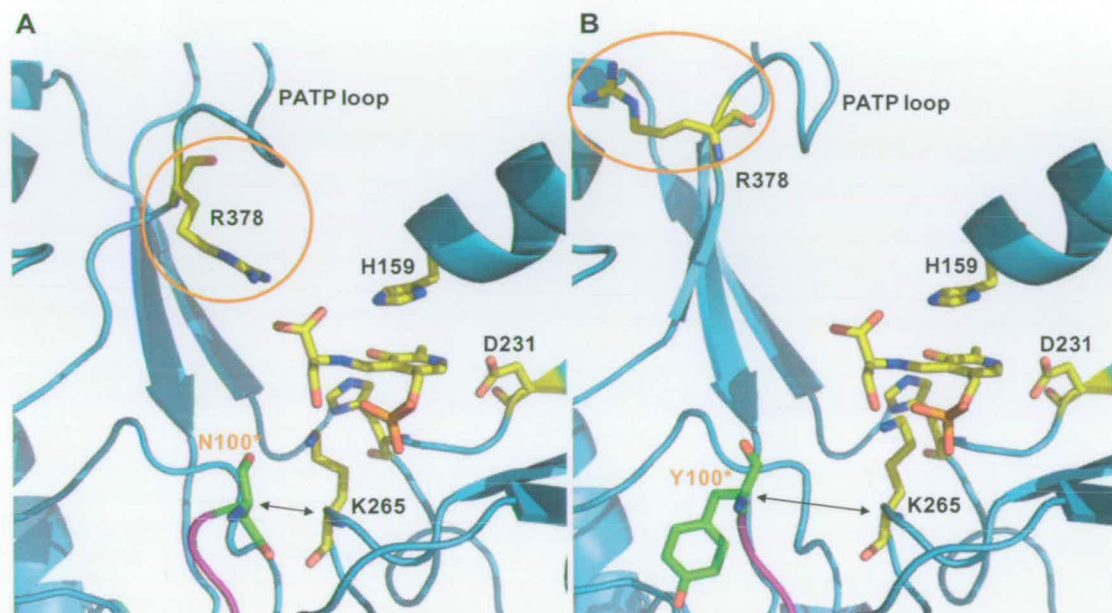 A
PATP loop
R378
H159
D231
N100*
K265
B
PATP loop
R378
H159
D231
Y100*
K265